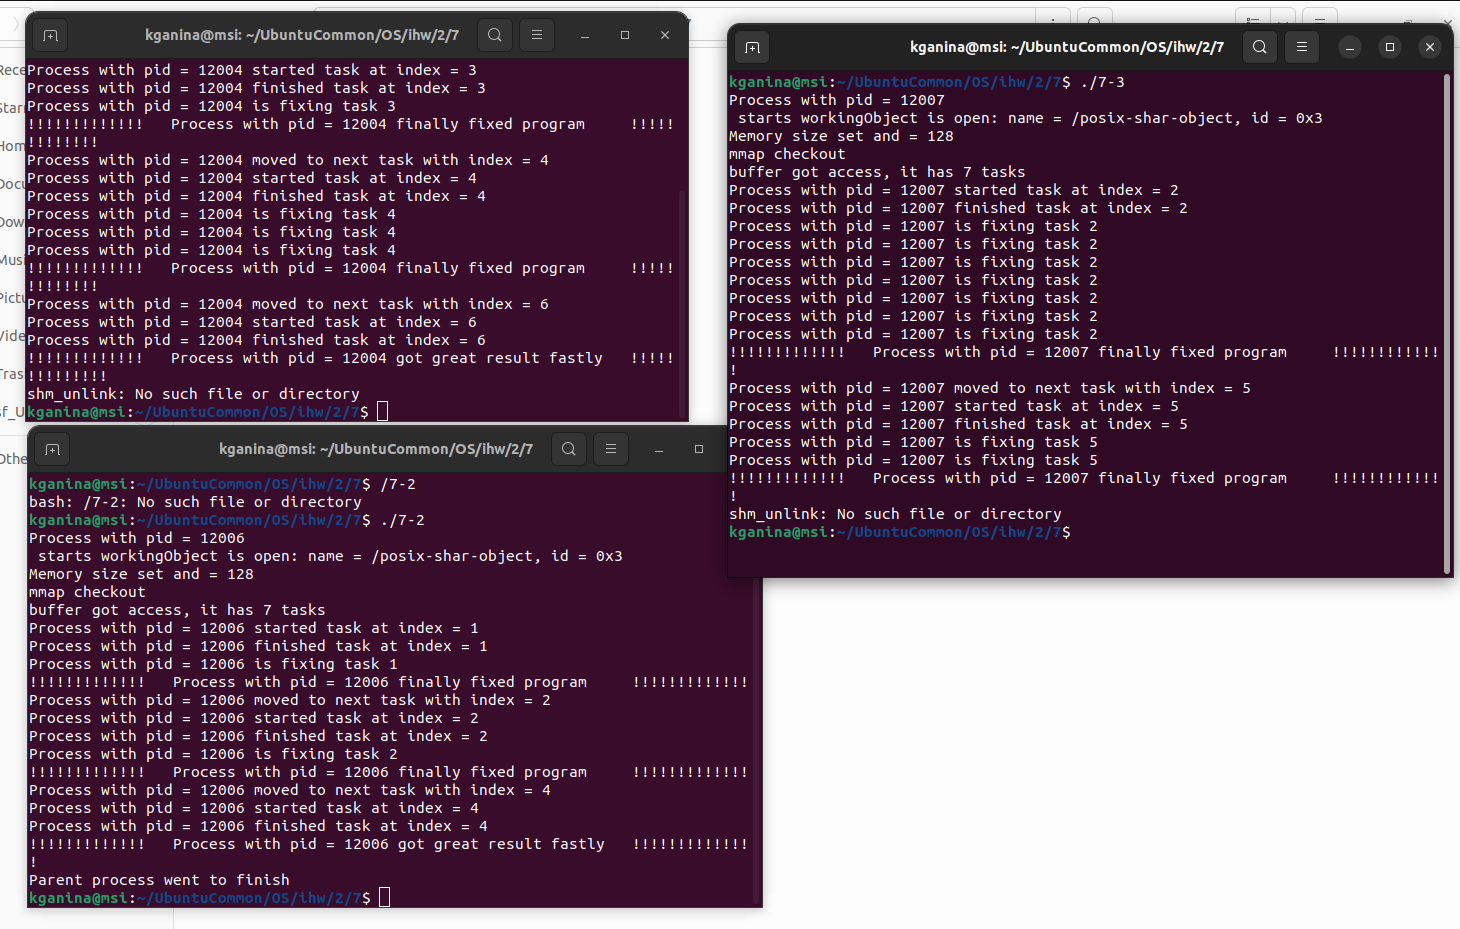 kganina@msi: ~/UbuntuCommon/OS/ihw/2/7
Process with pid = 12004 started task at index = 3
Process with pid = 12004 finished task at index = 3
Process with pid = 12004 is fixing task 3
!!!!!!!!!!!!!   Process with pid = 12004 finally fixed program     !!!!!
!!!!!!!!
Process with pid = 12004 moved to next task with index = 4
Process with pid = 12004 started task at index = 4
Process with pid = 12004 finished task at index = 4
Process with pid = 12004 is fixing task 4
Process with pid = 12004 is fixing task 4
Process with pid = 12004 is fixing task 4
!!!!!!!!!!!!!   Process with pid = 12004 finally fixed program     !!!!!
!!!!!!!!
Process with pid = 12004 moved to next task with index = 6
Process with pid = 12004 started task at index = 6
Process with pid = 12004 finished task at index = 6
!!!!!!!!!!!!!   Process with pid = 12004 got great result fastly   !!!!!
!!!!!!!!!
shm_unlink: No such file or directory
kganina@msi:~/UbuntuCommon/OS/ihw/2/7$
kganina@msi: ~/UbuntuCommon/OS/ihw/2/7
kganina@msi:~/UbuntuCommon/OS/ihw/2/7$ /7-2
bash: /7-2: No such file or directory
kganina@msi:~/UbuntuCommon/OS/ihw/2/7$ ./7-2
Process with pid = 12006
 starts workingObject is open: name = /posix-shar-object, id = 0x3
Memory size set and = 128
mmap checkout
buffer got access, it has 7 tasks
Process with pid = 12006 started task at index = 1
Process with pid = 12006 finished task at index = 1
Process with pid = 12006 is fixing task 1
!!!!!!!!!!!!!   Process with pid = 12006 finally fixed program     !!!!!!!!!!!!!
Process with pid = 12006 moved to next task with index = 2
Process with pid = 12006 started task at index = 2
Process with pid = 12006 finished task at index = 2
Process with pid = 12006 is fixing task 2
!!!!!!!!!!!!!   Process with pid = 12006 finally fixed program     !!!!!!!!!!!!!
Process with pid = 12006 moved to next task with index = 4
Process with pid = 12006 started task at index = 4
Process with pid = 12006 finished task at index = 4
!!!!!!!!!!!!!   Process with pid = 12006 got great result fastly   !!!!!!!!!!!!!
!
Parent process went to finish
kganina@msi:~/UbuntuCommon/OS/ihw/2/7$
kganina@msi: ~/UbuntuCommon/OS/ihw/2/7
kganina@msi:~/UbuntuCommon/OS/ihw/2/7$ ./7-3
Process with pid = 12007
 starts workingObject is open: name = /posix-shar-object, id = 0x3
Memory size set and = 128
mmap checkout
buffer got access, it has 7 tasks
Process with pid = 12007 started task at index = 2
Process with pid = 12007 finished task at index = 2
Process with pid = 12007 is fixing task 2
Process with pid = 12007 is fixing task 2
Process with pid = 12007 is fixing task 2
Process with pid = 12007 is fixing task 2
Process with pid = 12007 is fixing task 2
Process with pid = 12007 is fixing task 2
Process with pid = 12007 is fixing task 2
!!!!!!!!!!!!!   Process with pid = 12007 finally fixed program     !!!!!!!!!!!!
!
Process with pid = 12007 moved to next task with index = 5
Process with pid = 12007 started task at index = 5
Process with pid = 12007 finished task at index = 5
Process with pid = 12007 is fixing task 5
Process with pid = 12007 is fixing task 5
!!!!!!!!!!!!!   Process with pid = 12007 finally fixed program     !!!!!!!!!!!!
!
shm_unlink: No such file or directory
kganina@msi:~/UbuntuCommon/OS/ihw/2/7$